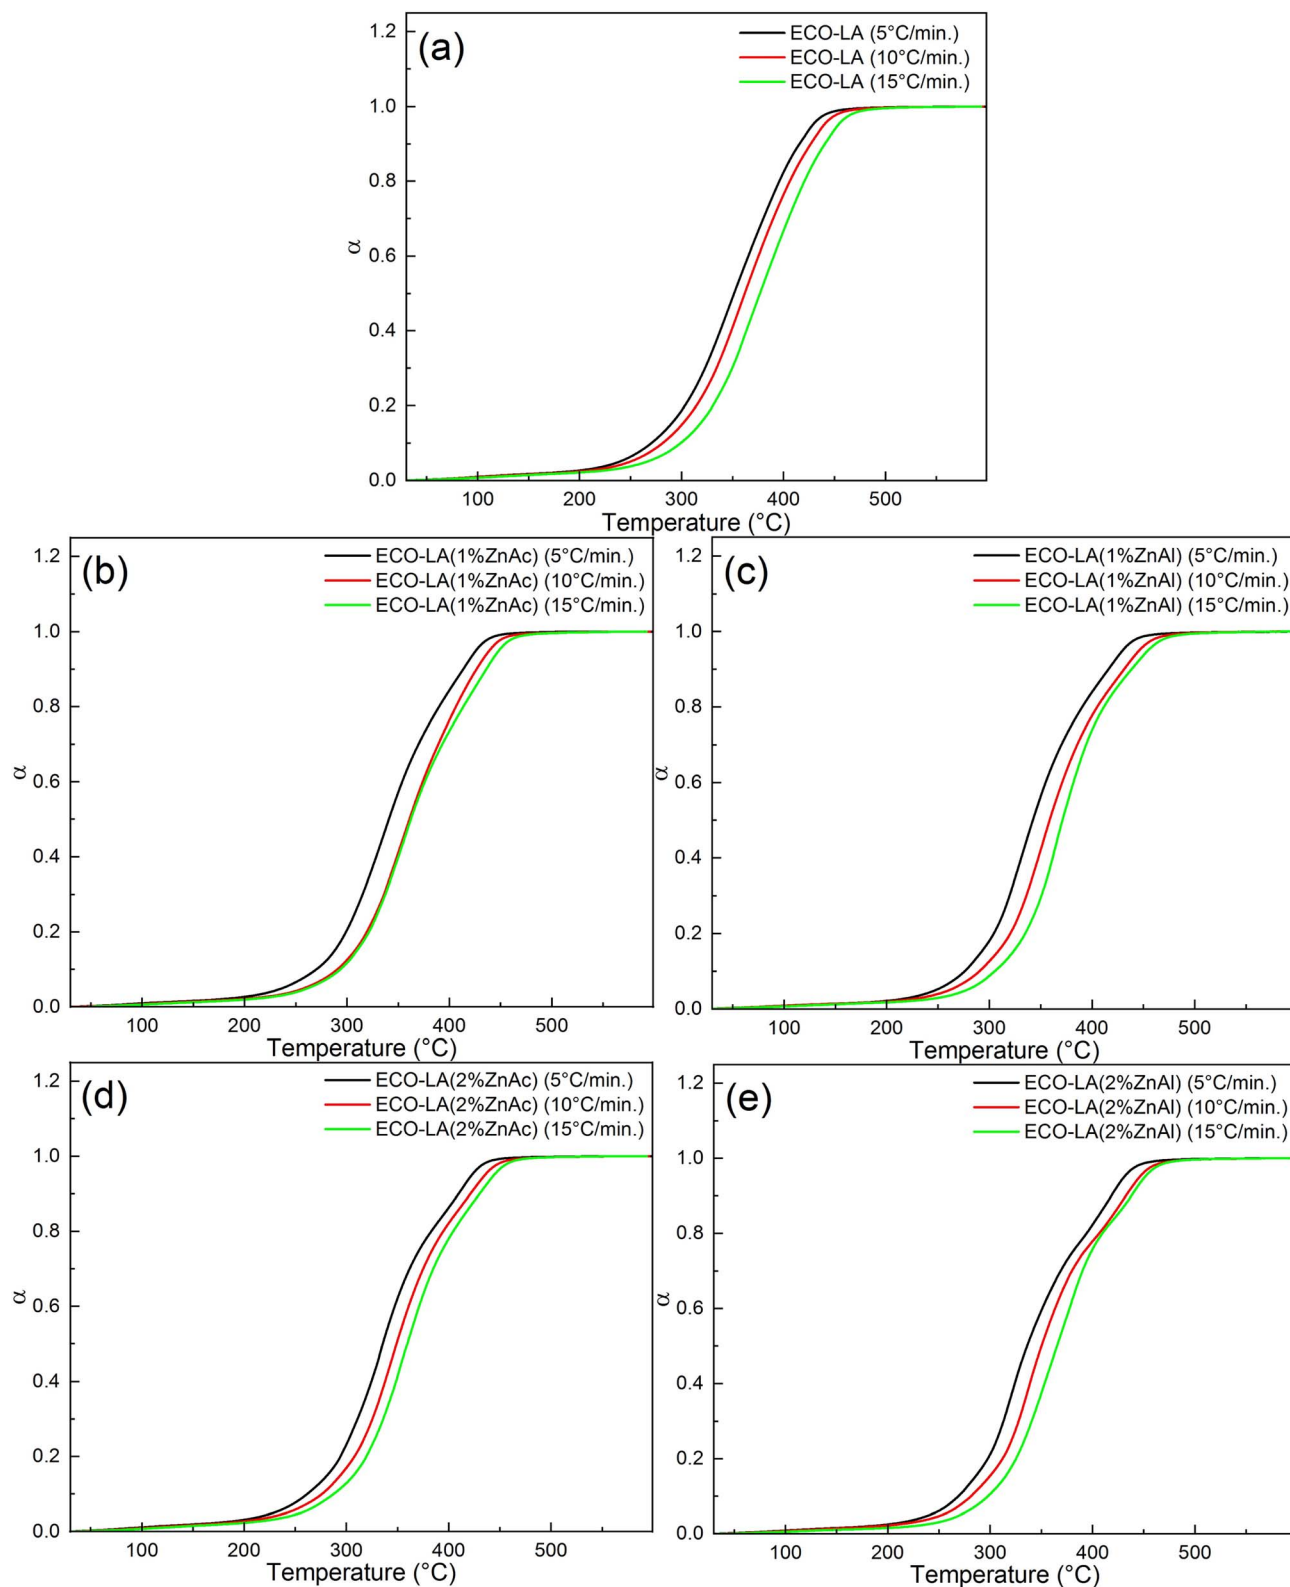 (a)
ECO-LA (5°C/min.)
ECO-LA (10°C/min.)
ECO-LA (15°C/min.)
1.2
1.0
0.8
0.6
0.4
0.2
0.0
α
100 200 300 400 500
Temperature (°C)
(b)
ECO-LA(1%ZnAc) (5°C/min.)
ECO-LA(1%ZnAc) (10°C/min.)
ECO-LA(1%ZnAc) (15°C/min.)
1.2
1.0
0.8
0.6
0.4
0.2
0.0
α
100 200 300 400 500
Temperature (°C)
(c)
ECO-LA(1%ZnAl) (5°C/min.)
ECO-LA(1%ZnAl) (10°C/min.)
ECO-LA(1%ZnAl) (15°C/min.)
1.2
1.0
0.8
0.6
0.4
0.2
0.0
α
100 200 300 400 500
Temperature (°C)
(d)
ECO-LA(2%ZnAc) (5°C/min.)
ECO-LA(2%ZnAc) (10°C/min.)
ECO-LA(2%ZnAc) (15°C/min.)
1.2
1.0
0.8
0.6
0.4
0.2
0.0
α
100 200 300 400 500
Temperature (°C)
(e)
ECO-LA(2%ZnAl) (5°C/min.)
ECO-LA(2%ZnAl) (10°C/min.)
ECO-LA(2%ZnAl) (15°C/min.)
1.2
1.0
0.8
0.6
0.4
0.2
0.0
α
100 200 300 400 500
Temperature (°C)